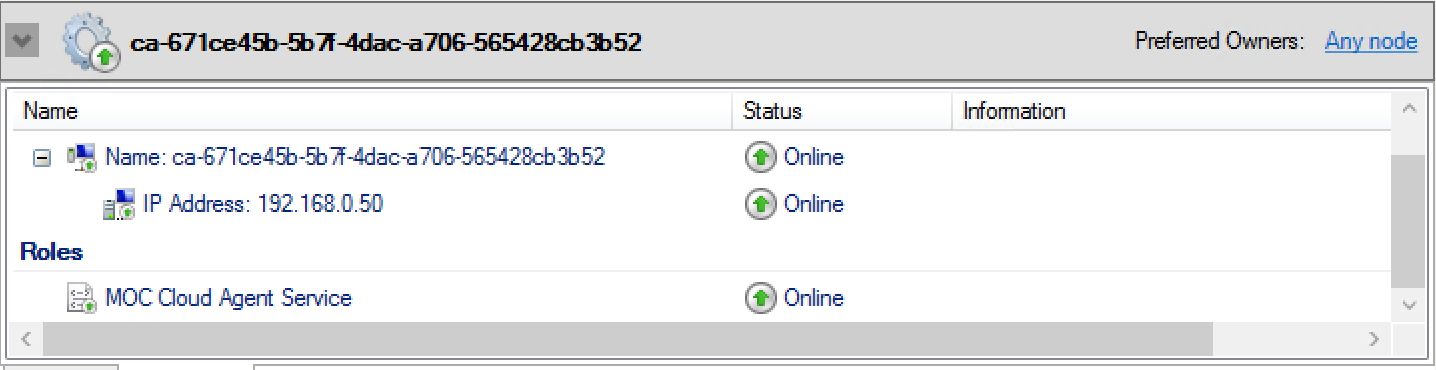 ca-671ce45b-5b7f-4dac-a706-565428cb3b52 Preferred Owners: Any node
Name Status Information
Name: ca-671ce45b-5b7f-4dac-a706-565428cb3b52 Online
IP Address: 192.168.0.50 Online
Roles
MOC Cloud Agent Service Online